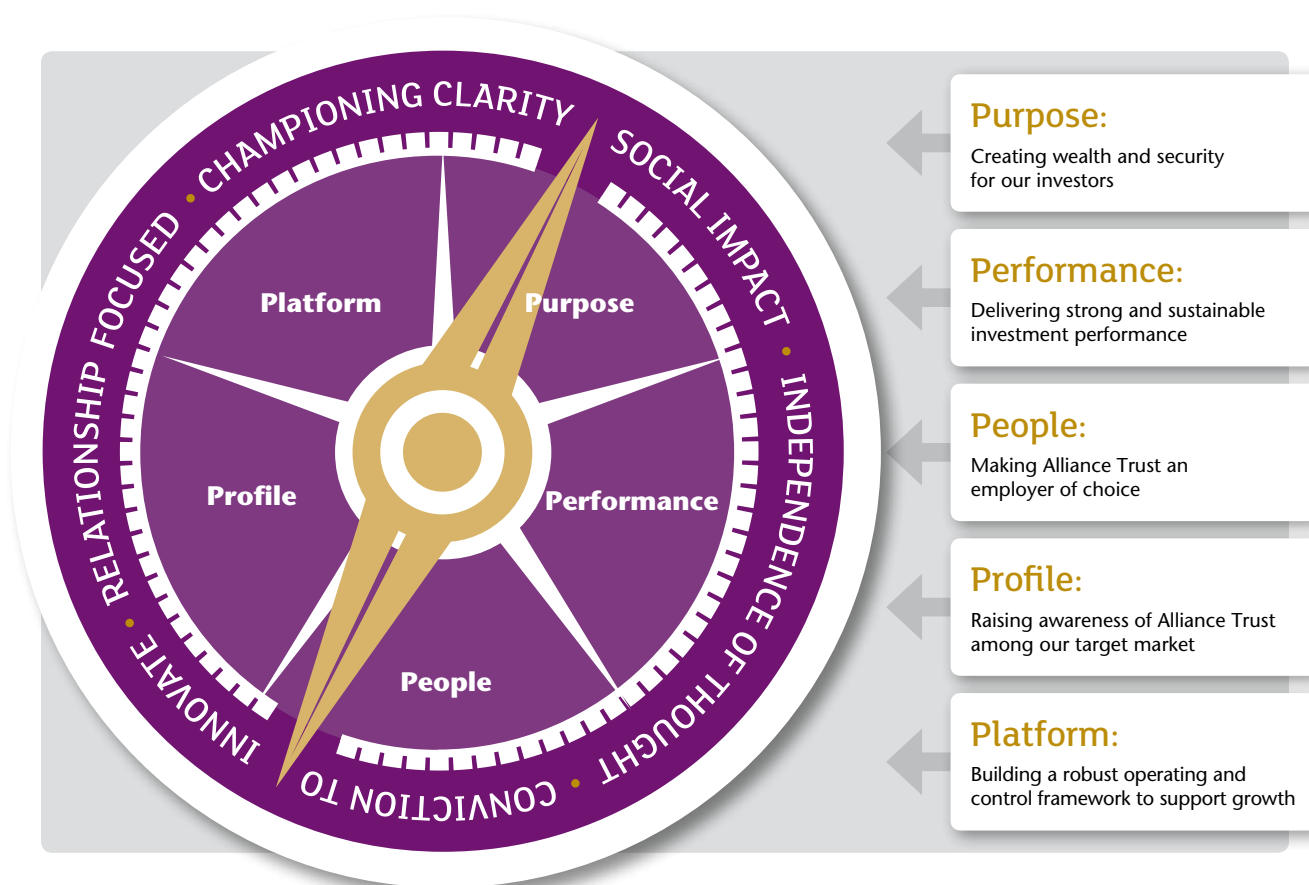 CHAMPIONING CLARITY
SOCIAL IMPACT • INDEPENDENCE OF THOUGHT • CONVICTION TO
INNOVATE • RELATIONSHIP FOCUSED •
Platform
Purpose
Profile
Performance
People
Purpose:
Creating wealth and security
for our investors
Performance:
Delivering strong and sustainable
investment performance
People:
Making Alliance Trust an
employer of choice
Profile:
Raising awareness of Alliance Trust
among our target market
Platform:
Building a robust operating and
control framework to support growth